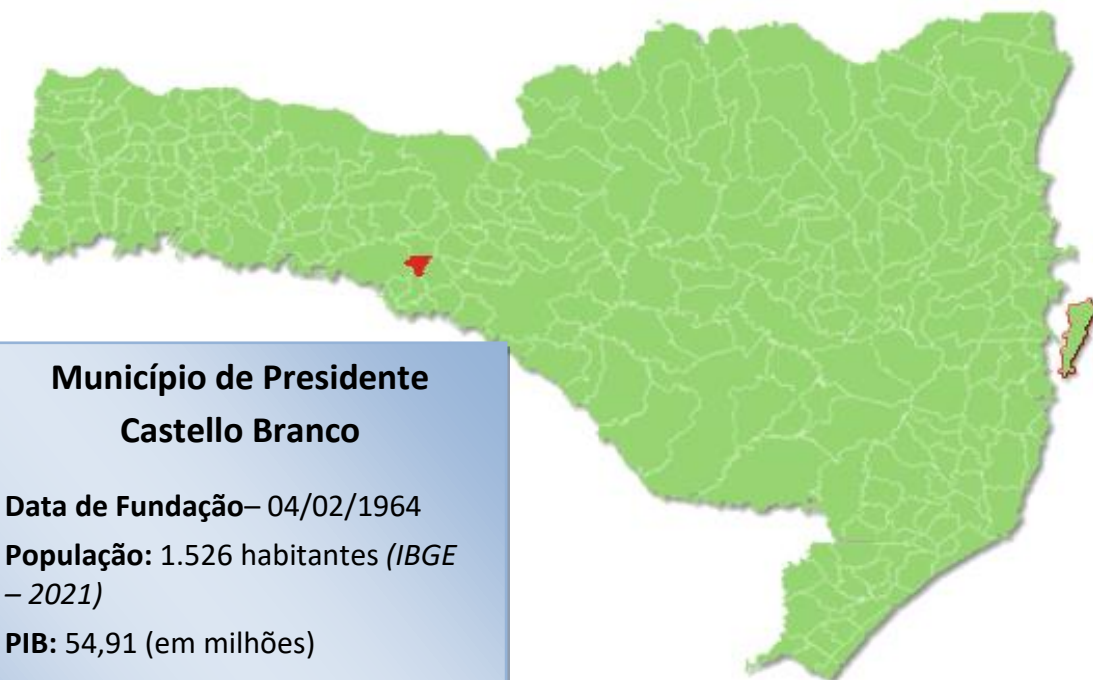 Município de Presidente
Castello Branco
Data de Fundação– 04/02/1964
População: 1.526 habitantes (IBGE
– 2021)
PIB: 54,91 (em milhões)